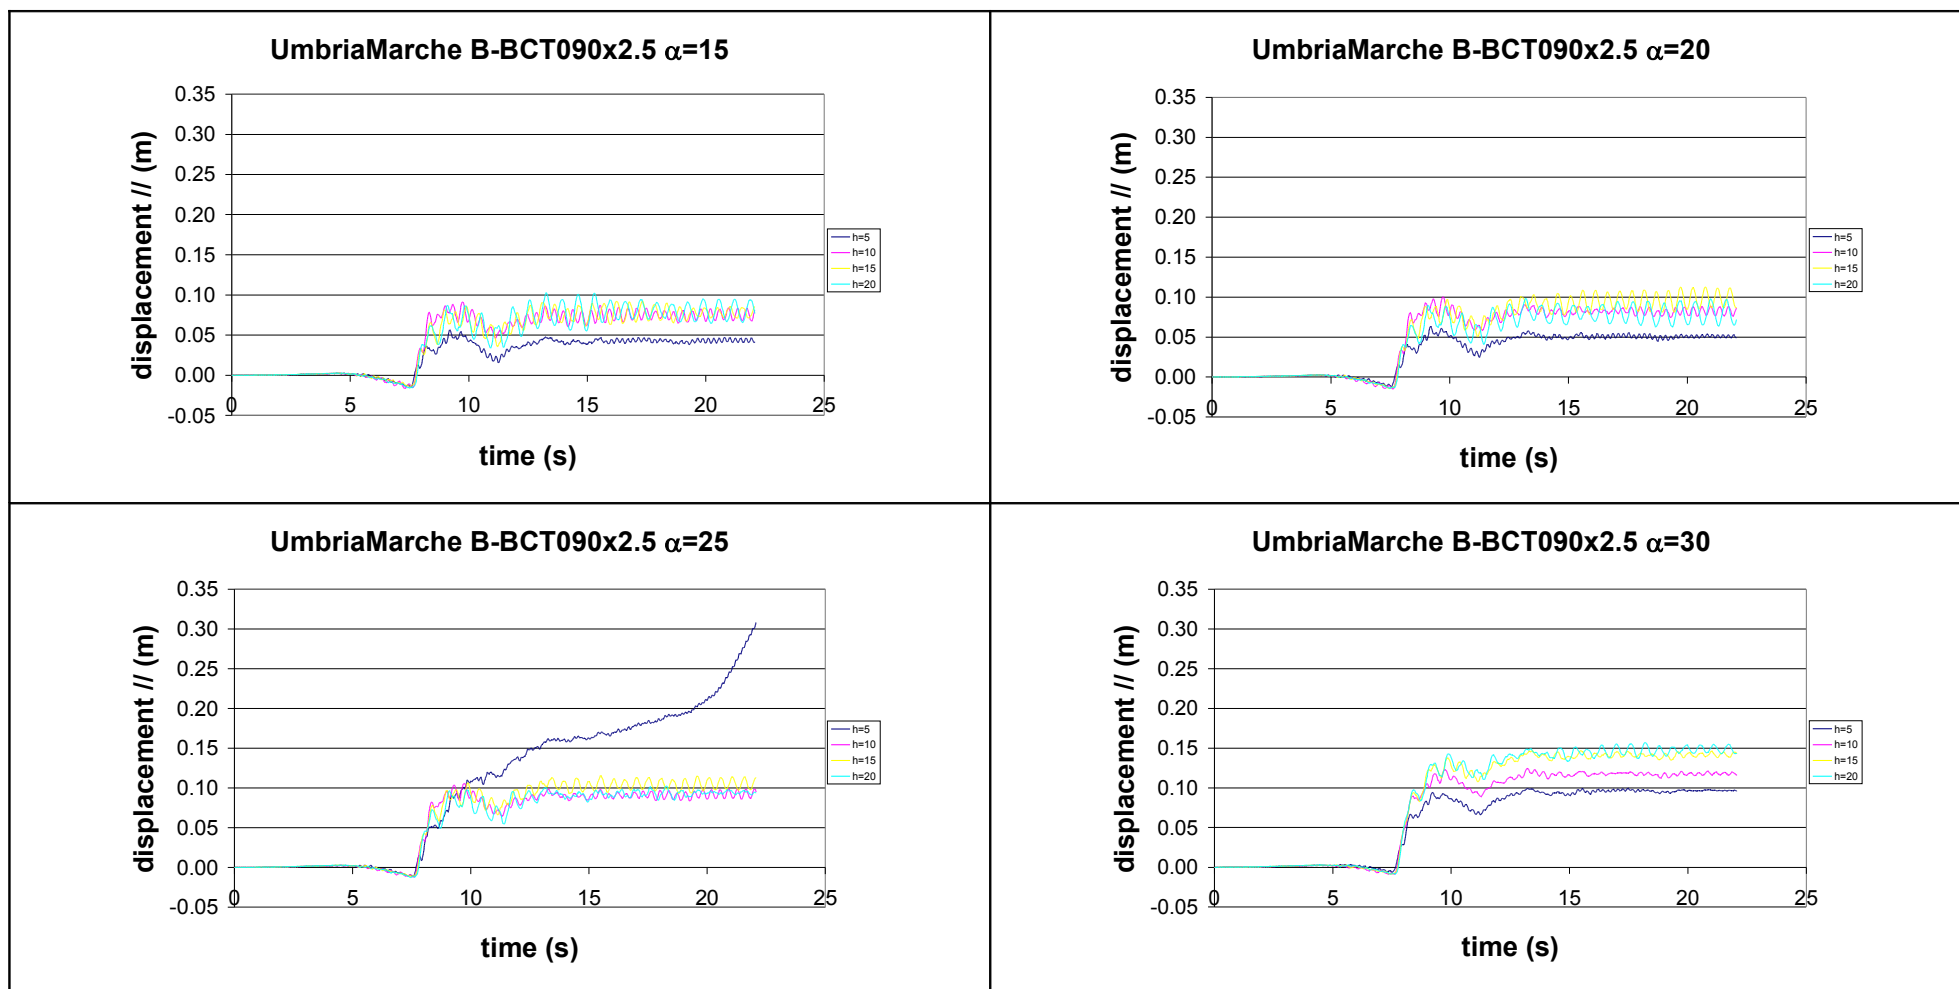 UmbriaMarche B-BCT090x2.5 α=15
0.35
0.30
0.25
0.20
0.15
0.10
0.05
0.00
-0.05
displacement // (m)
0 5 10 15 20 25
time (s)
h=5
h=10
h=15
h=20
UmbriaMarche B-BCT090x2.5 α=20
0.35
0.30
0.25
0.20
0.15
0.10
0.05
0.00
-0.05
displacement // (m)
0 5 10 15 20 25
time (s)
h=5
h=10
h=15
h=20
UmbriaMarche B-BCT090x2.5 α=25
0.35
0.30
0.25
0.20
0.15
0.10
0.05
0.00
-0.05
displacement // (m)
0 5 10 15 20 25
time (s)
h=5
h=10
h=15
h=20
UmbriaMarche B-BCT090x2.5 α=30
0.35
0.30
0.25
0.20
0.15
0.10
0.05
0.00
-0.05
displacement // (m)
0 5 10 15 20 25
time (s)
h=5
h=10
h=15
h=20